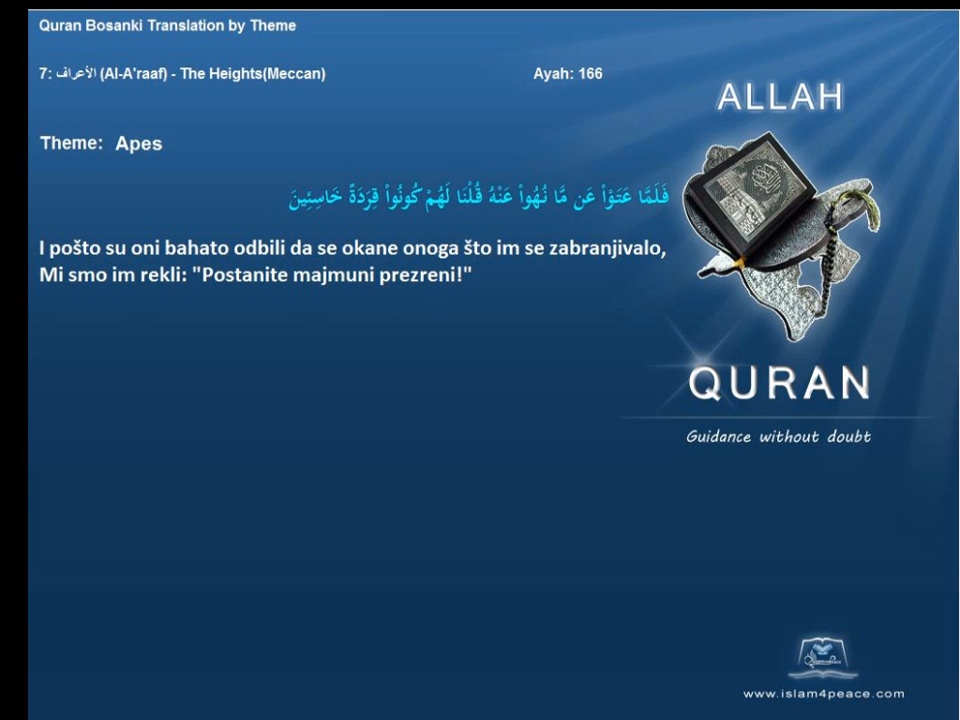 Quran Bosanki Translation by Theme
7: الأعراف (Al-A'raaf) - The Heights(Meccan) Ayah: 166
ALLAH
Theme: Apes
فَلَمَّا عَتَوْاْ عَن مَّا نُهُواْ عَنْهُ قُلْنَا لَهُمْ كُونُواْ قِرَدَةً خَاسِئِينَ
I pošto su oni bahato odbili da se okane onoga što im se zabranjivalo,
Mi smo im rekli: "Postanite majmuni prezreni!"
QURAN
Guidance without doubt
www.islam4peace.com